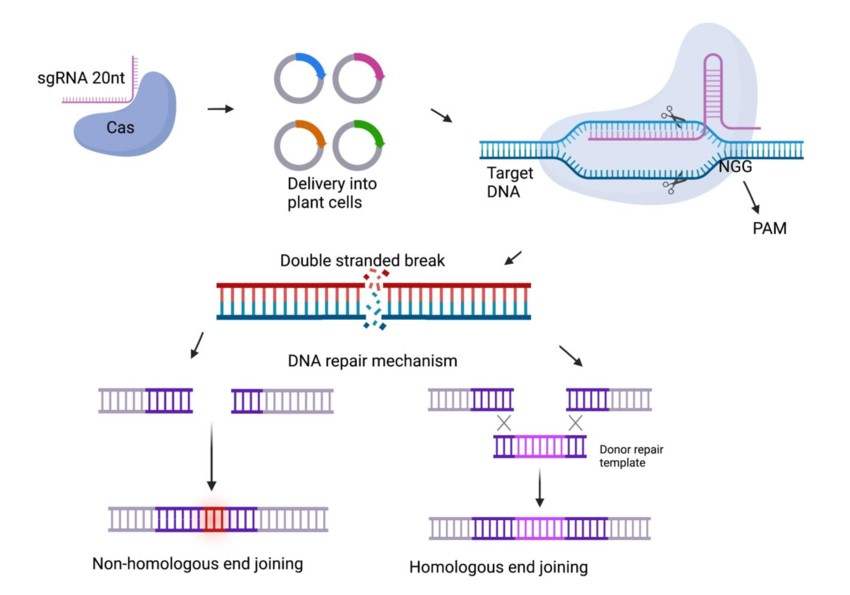 sgRNA 20nt
Cas
Delivery into
plant cells
Target
DNA
NGG
PAM
Double stranded break
DNA repair mechanism
Donor repair
template
Non-homologous end joining
Homologous end joining